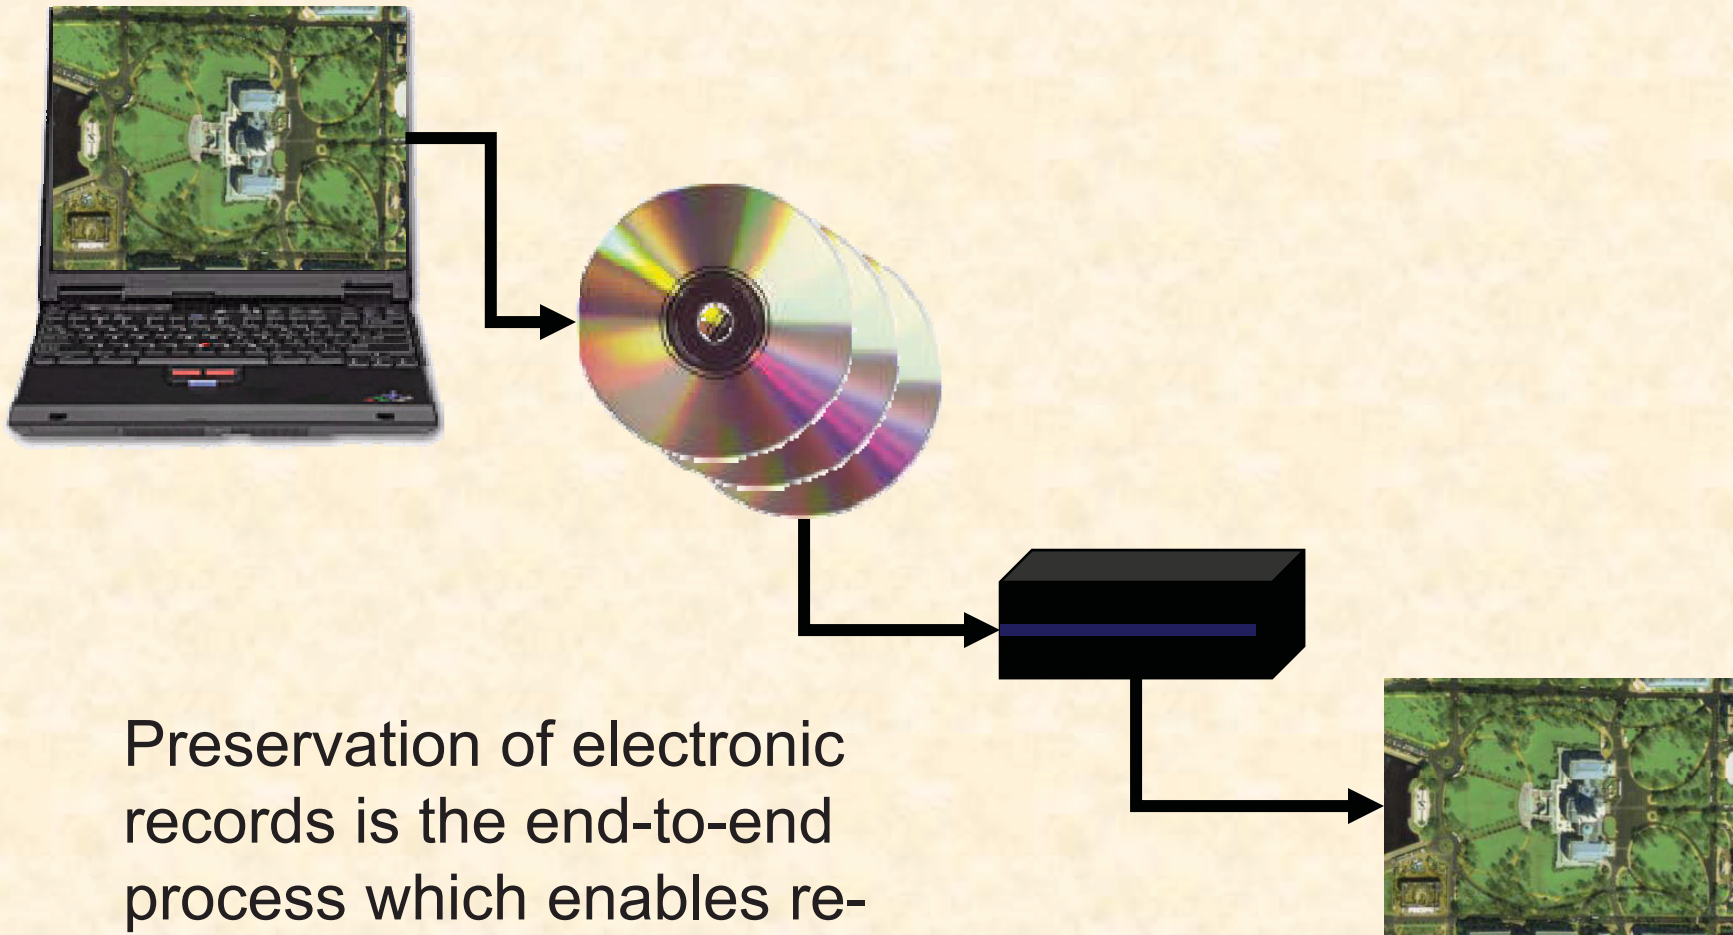 Preservation of electronic
records is the end-to-end
process which enables re-